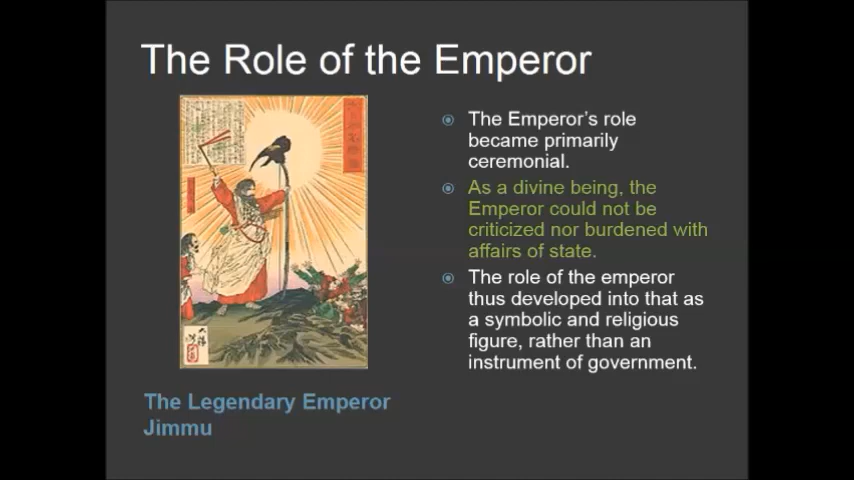 The Role of the Emperor
The Emperor's role
became primarily
ceremonial.
As a divine being, the
Emperor could not be
criticized nor burdened with
affairs of state.
The role of the emperor
thus developed into that as
a symbolic and religious
figure, rather than an
instrument of government.
The Legendary Emperor
Jimmu